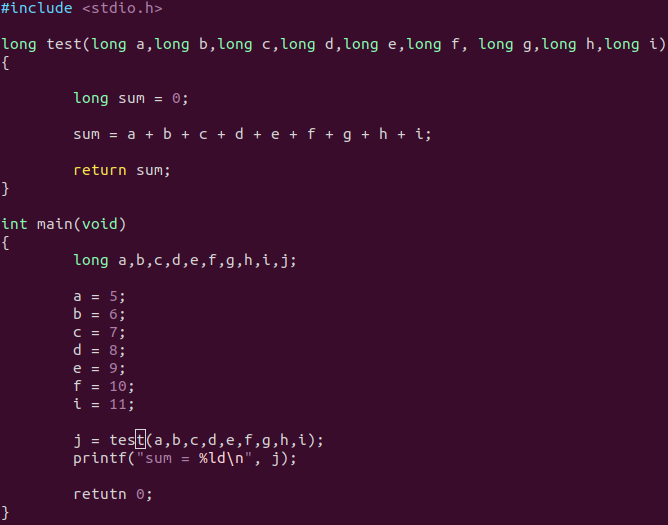 #include <stdio.h>
long test(long a,long b,long c,long d,long e,long f, long g,long h,long i)
{
long sum = 0;
sum = a + b + c + d + e + f + g + h + i;
return sum;
}
int main(void)
{
long a,b,c,d,e,f,g,h,i,j;
a = 5;
b = 6;
c = 7;
d = 8;
e = 9;
f = 10;
i = 11;
j = test(a,b,c,d,e,f,g,h,i);
printf("sum = %ld\n", j);
retutn 0;
}